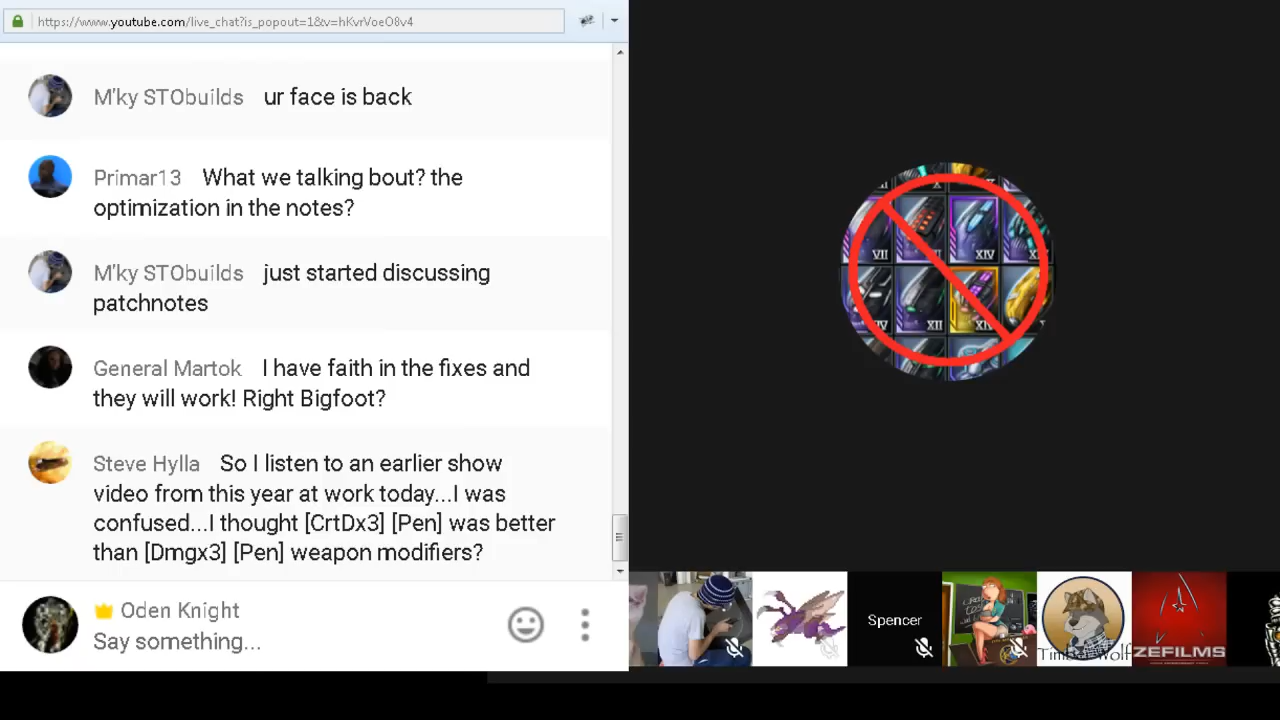 https://www.youtube.com/live_chat?is_popout=1&v=hKvrVoeO8v4
M'ky STObuilds ur face is back
Primar13 What we talking bout? the
optimization in the notes?
M'ky STObuilds just started discussing
patchnotes
General Martok I have faith in the fixes and
they will work! Right Bigfoot?
Steve Hylla So I listen to an earlier show
video from this year at work today...I was
confused...I thought [CrtDx3] [Pen] was better
than [Dmgx3] [Pen] weapon modifiers?
Oden Knight
Say something...
X
VII
XIV
XII
Spencer
ZEFILMS